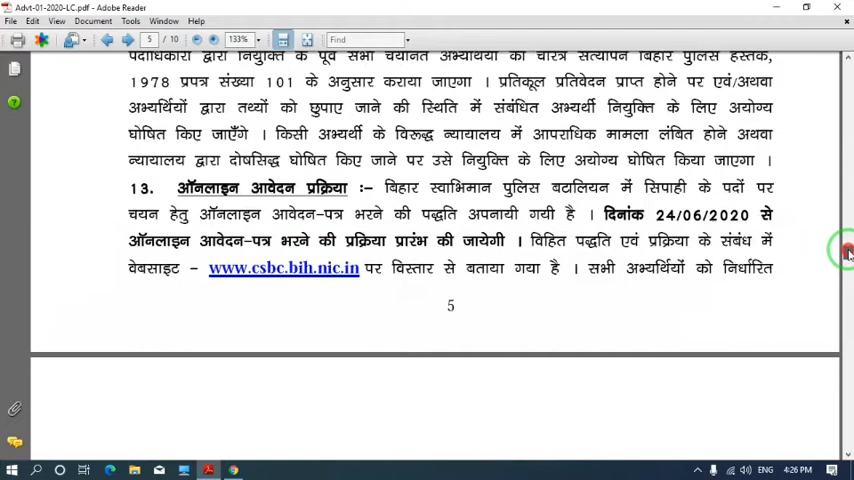 Advt-01-2020-LC.pdf - Adobe Reader
File Edit View Document Tools Window Help
5 / 10 133% Find
पदाधिकारी द्वारा नियुक्ति के पूर्व सभी चयनित अभ्यर्थियों का चरित्र सत्यापन बिहार पुलिस हस्तक,
1978 प्रपत्र संख्या 101 के अनुसार कराया जाएगा । प्रतिकूल प्रतिवेदन प्राप्त होने पर एवं/अथवा
अभ्यर्थियों द्वारा तथ्यों को छुपाए जाने की स्थिति में संबंधित अभ्यर्थी नियुक्ति के लिए अयोग्य
घोषित किए जाएँगे । किसी अभ्यर्थी के विरूद्ध न्यायालय में आपराधिक मामला लंबित होने अथवा
न्यायालय द्वारा दोषसिद्ध घोषित किए जाने पर उसे नियुक्ति के लिए अयोग्य घोषित किया जाएगा ।
13. ऑनलाइन आवेदन प्रक्रिया :– बिहार स्वाभिमान पुलिस बटालियन में सिपाही के पदों पर
चयन हेतु ऑनलाइन आवेदन–पत्र भरने की पद्धति अपनायी गयी है । दिनांक 24/06/2020 से
ऑनलाइन आवेदन–पत्र भरने की प्रक्रिया प्रारंभ की जायेगी । विहित पद्धति एवं प्रक्रिया के संबंध में
वेबसाइट – www.csbc.bih.nic.in पर विस्तार से बताया गया है । सभी अभ्यर्थियों को निर्धारित
5
ENG 4:26 PM